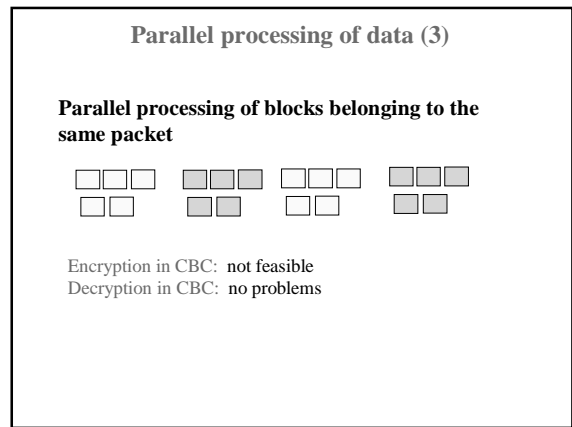 Parallel processing of data (3)
Parallel processing of blocks belonging to the
same packet
Encryption in CBC: not feasible
Decryption in CBC: no problems